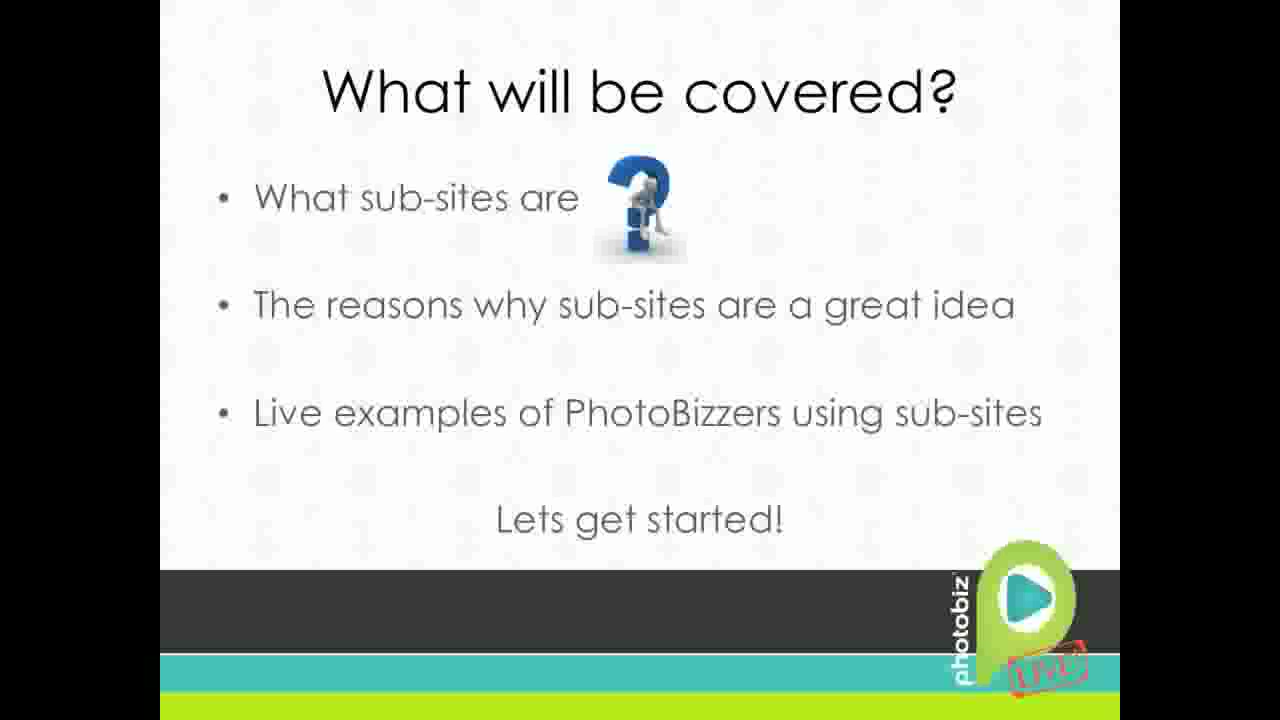 What will be covered?
• What sub-sites are
• The reasons why sub-sites are a great idea
• Live examples of PhotoBizzers using sub-sites
Lets get started!
photobiz
LIVE